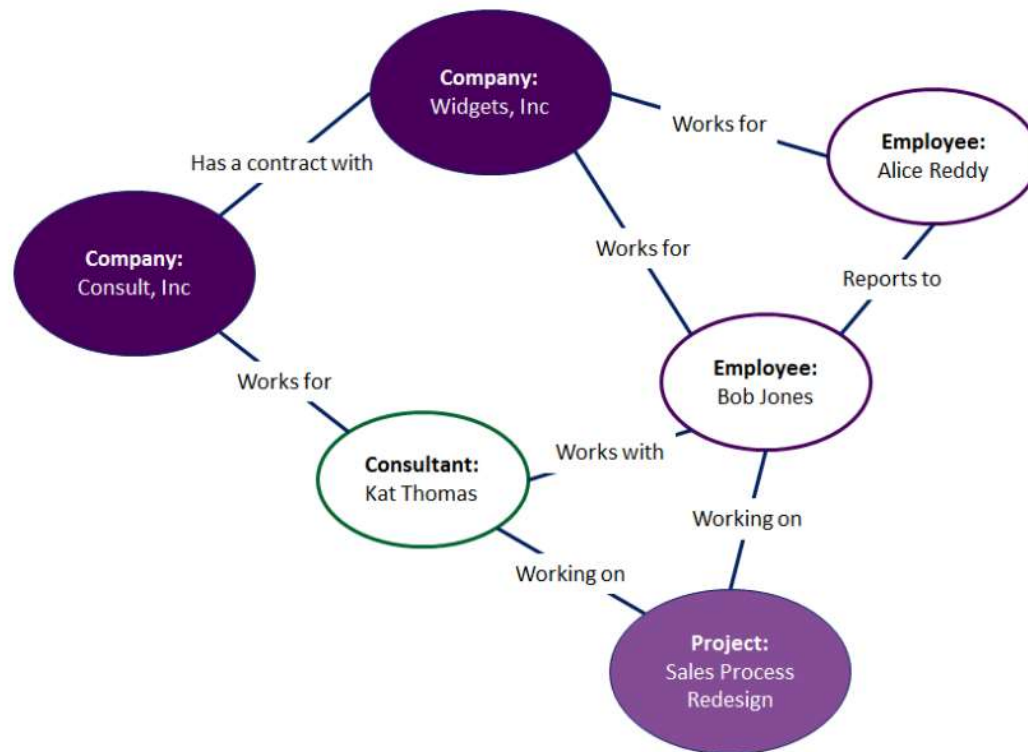 Company:
Widgets, Inc
Works for
Employee:
Alice Reddy
Has a contract with
Company:
Consult, Inc
Works for
Reports to
Employee:
Bob Jones
Works for
Works with
Consultant:
Kat Thomas
Working on
Working on
Project:
Sales Process
Redesign